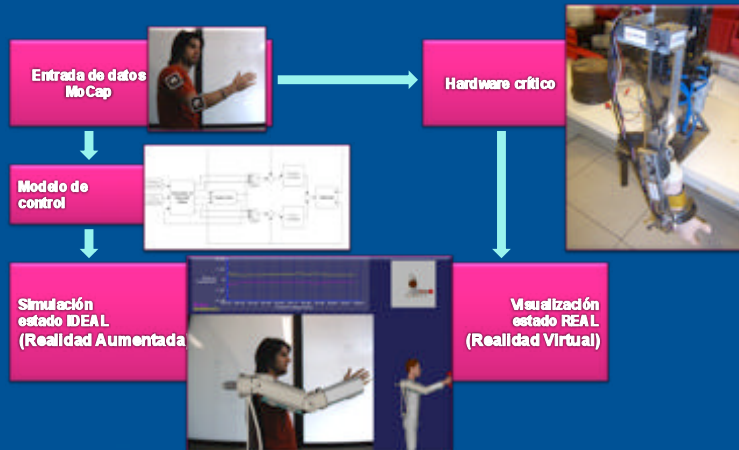 Entrada de datos
MoCap
Hardware crítico
Modelo de
control
Simulación
estado IDEAL
(Realidad Aumentada)
Visualización
estado REAL
(Realidad Virtual)